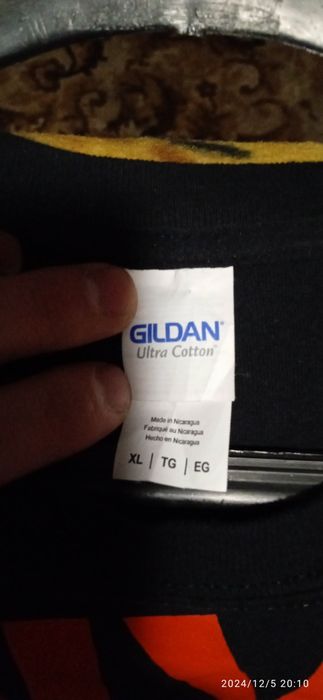 GILDAN®
Ultra Cotton™
Made in Nicaragua
Fabriqué au Nicaragua
Hecho en Nicaragua
XL | TG | EG
2024/12/5 20:10